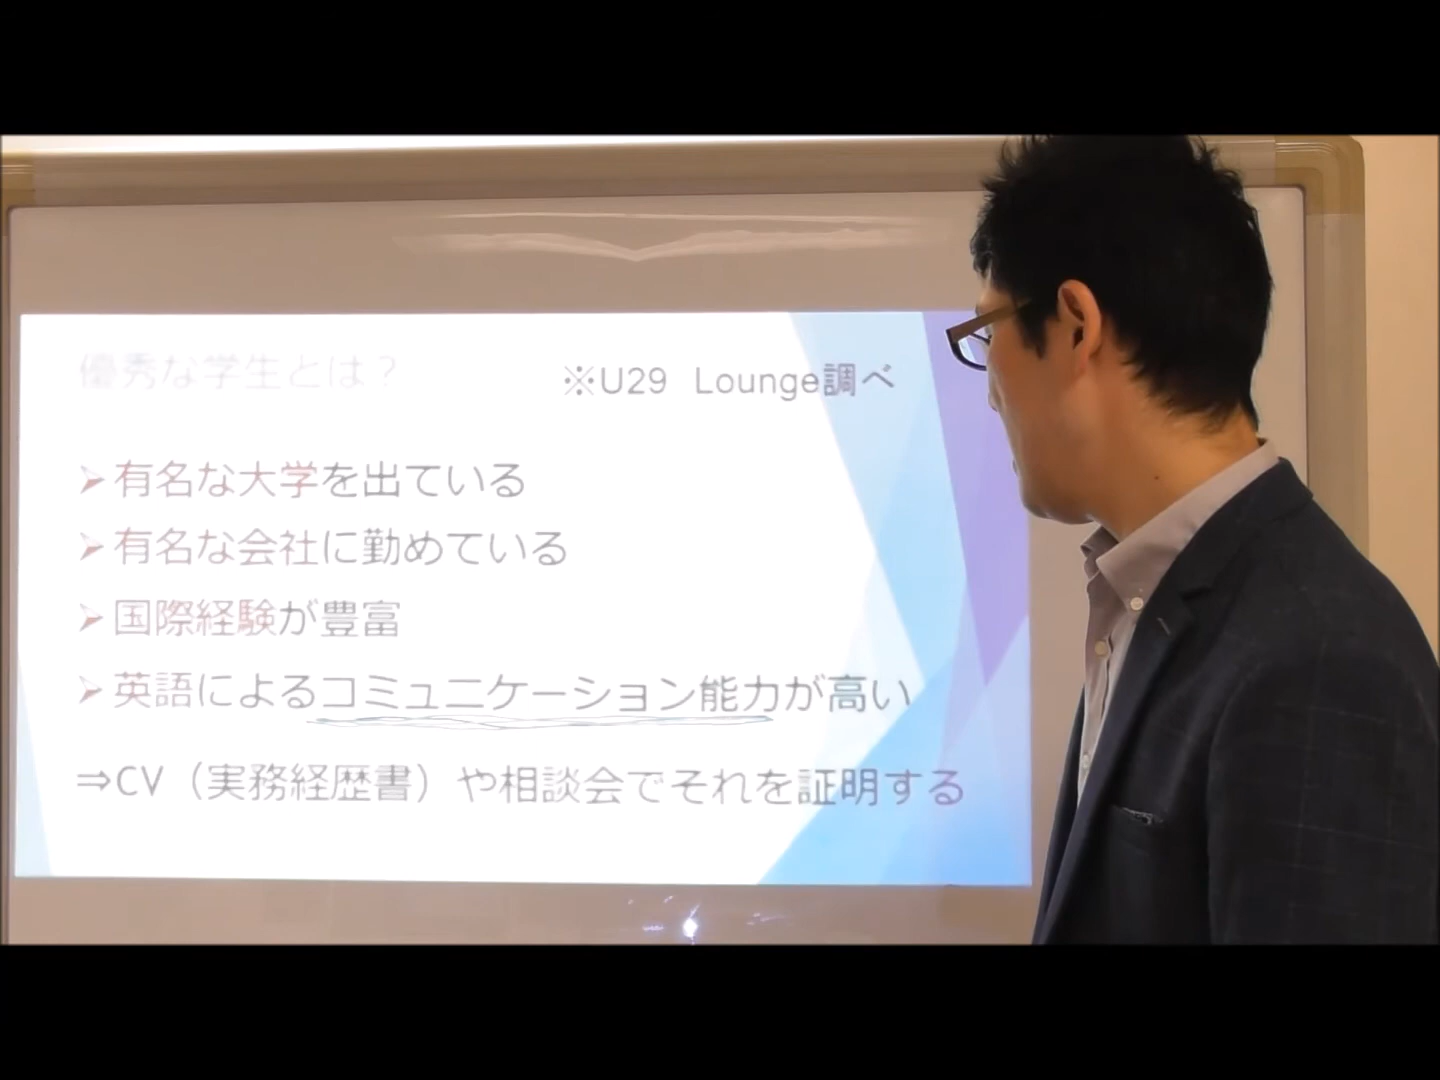 優秀な学生とは？
※U29 Lounge調べ
➢有名な大学を出ている
➢有名な会社に勤めている
➢国際経験が豊富
➢英語によるコミュニケーション能力が高い
⇒CV（実務経歴書）や相談会でそれを証明する